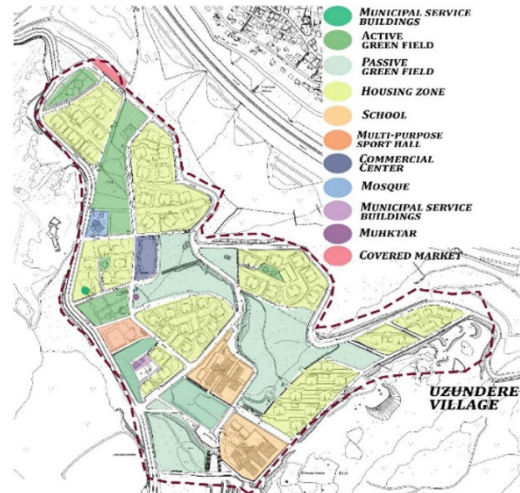 MUNICIPAL SERVICE
BUILDINGS
ACTIVE
GREEN FIELD
PASSIVE
GREEN FIELD
HOUSING ZONE
SCHOOL
MULTI-PURPOSE
SPORT HALL
COMMERCIAL
CENTER
MOSQUE
MUNICIPAL SERVICE
BUILDINGS
MUHKTAR
COVERED MARKET
UZUNDERE
VILLAGE